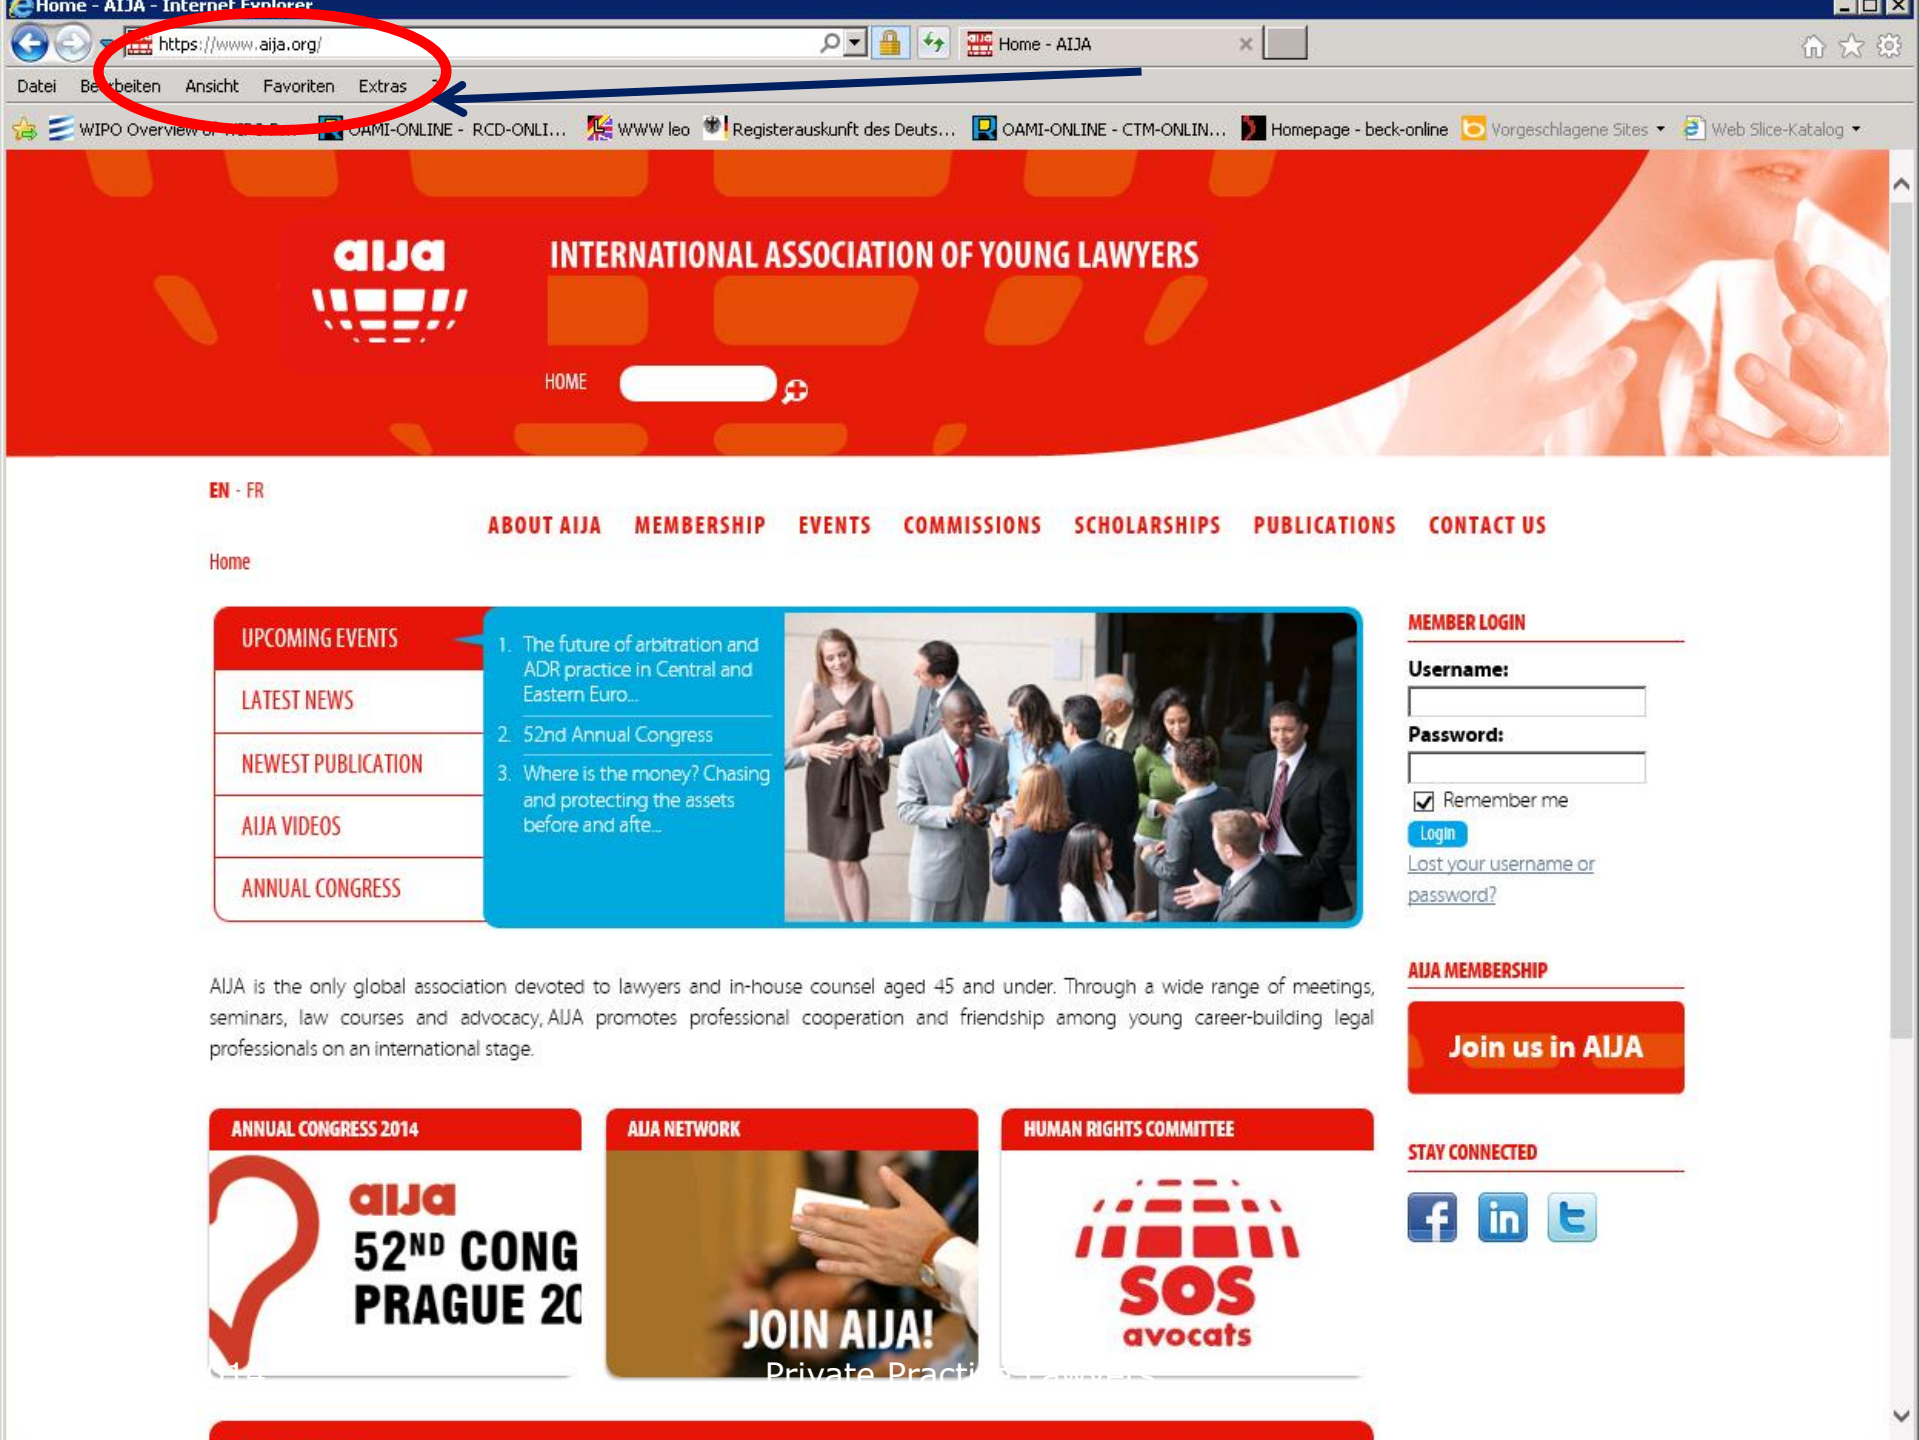 Home - AIJA - Internet Explorer
https://www.aija.org/
Home - AIJA
Datei Bearbeiten Ansicht Favoriten Extras ?
WIPO Overview of WIPO OAMI-ONLINE - RCD-ONLI... WWW leo Registerauskunft des Deuts... OAMI-ONLINE - CTM-ONLIN... Homepage - beck-online Vorgeschlagene Sites Web Slice-Katalog
aija
INTERNATIONAL ASSOCIATION OF YOUNG LAWYERS
HOME
EN - FR
ABOUT AIJA MEMBERSHIP EVENTS COMMISSIONS SCHOLARSHIPS PUBLICATIONS CONTACT US
Home
UPCOMING EVENTS
LATEST NEWS
NEWEST PUBLICATION
AIJA VIDEOS
ANNUAL CONGRESS
1. The future of arbitration and
ADR practice in Central and
Eastern Euro...
2. 52nd Annual Congress
3. Where is the money? Chasing
and protecting the assets
before and afte...
MEMBER LOGIN
Username:
Password:
Remember me
Login
Lost your username or
password?
AIJA is the only global association devoted to lawyers and in-house counsel aged 45 and under. Through a wide range of meetings,
seminars, law courses and advocacy, AIJA promotes professional cooperation and friendship among young career-building legal
professionals on an international stage.
AIJA MEMBERSHIP
Join us in AIJA
STAY CONNECTED
f in t
ANNUAL CONGRESS 2014
aija
52ND CONG
PRAGUE 20
AIJA NETWORK
JOIN AIJA!
HUMAN RIGHTS COMMITTEE
SOS
avocats
Private Practice Lawyers